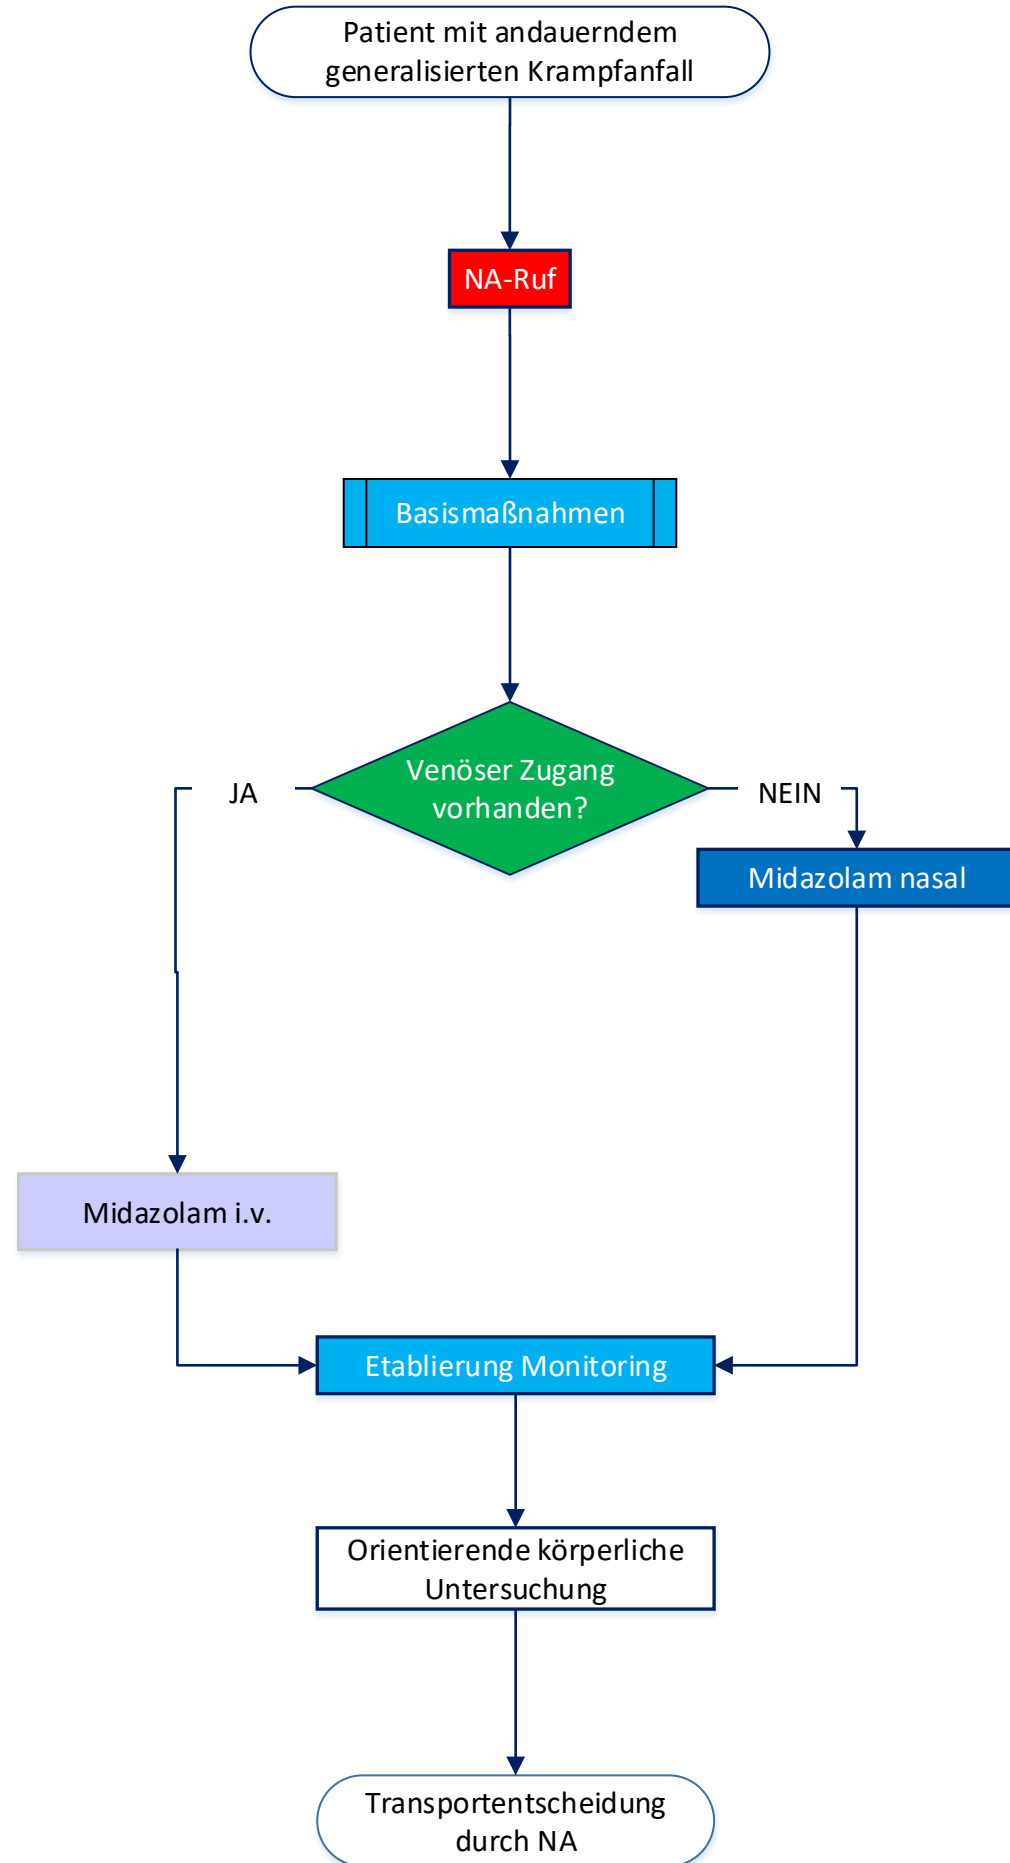 Patient mit andauerndem
generalisierten Krampfanfall
NA-Ruf
Basismaßnahmen
Venöser Zugang
vorhanden?
JA
NEIN
Midazolam nasal
Midazolam i.v.
Etablierung Monitoring
Orientierende körperliche
Untersuchung
Transportentscheidung
durch NA